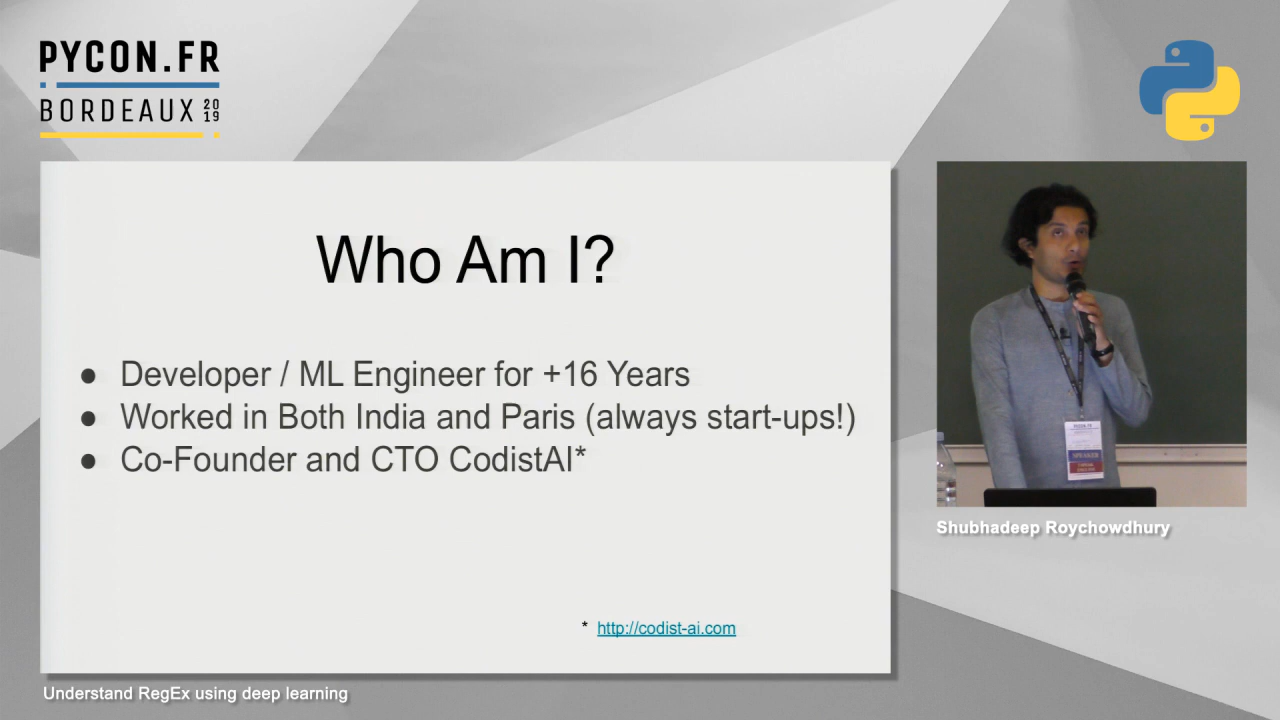 PYCON.FR
BORDEAUX 2019
Who Am I?
● Developer / ML Engineer for +16 Years
● Worked in Both India and Paris (always start-ups!)
● Co-Founder and CTO CodistAI*
* http://codist-ai.com
Shubhadeep Roychowdhury
Understand RegEx using deep learning